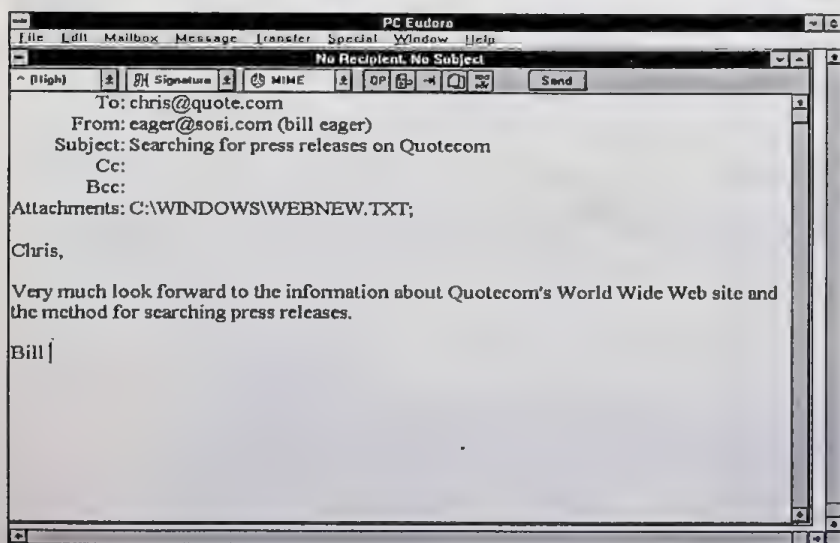 PC Eudora
File Edit Mailbox Message Transfer Special Window Help
No Recipient, No Subject
^ (High) Signature MIME QP Send
To: chris@quote.com
From: eager@sosi.com (bill eager)
Subject: Searching for press releases on Quotecom
Cc:
Bcc:
Attachments: C:\WINDOWS\WEBNEW.TXT;
Chris,
Very much look forward to the information about Quotecom's World Wide Web site and
the method for searching press releases.
Bill